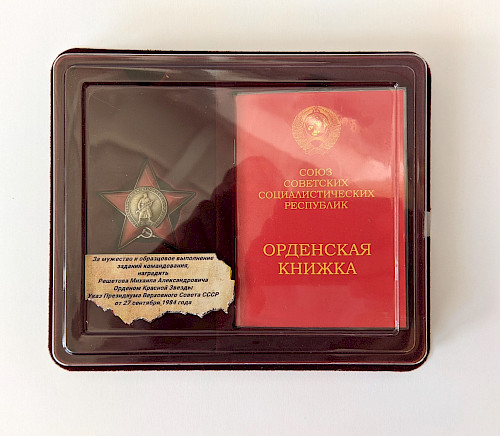 За мужество и образцовое выполнение
заданий командования,
наградить
Решетова Михаила Александровича
Орденом Красной Звезды
Указ Президиума Верховного Совета СССР
от 27 сентября 1984 года
СОЮЗ
СОВЕТСКИХ
СОЦИАЛИСТИЧЕСКИХ
РЕСПУБЛИК
ОРДЕНСКАЯ
КНИЖКА